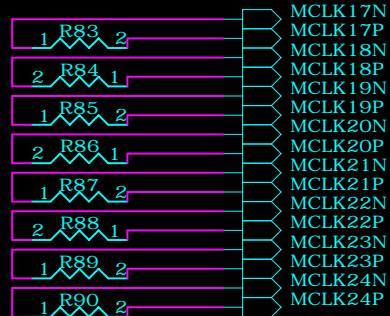 MCLK17N
R83
MCLK17P
1 2
MCLK18N
R84
MCLK18P
2 1
MCLK19N
R85
MCLK19P
1 2
MCLK20N
R86
MCLK20P
2 1
MCLK21N
R87
MCLK21P
1 2
MCLK22N
R88
MCLK22P
2 1
MCLK23N
R89
MCLK23P
1 2
MCLK24N
R90
MCLK24P
1 2